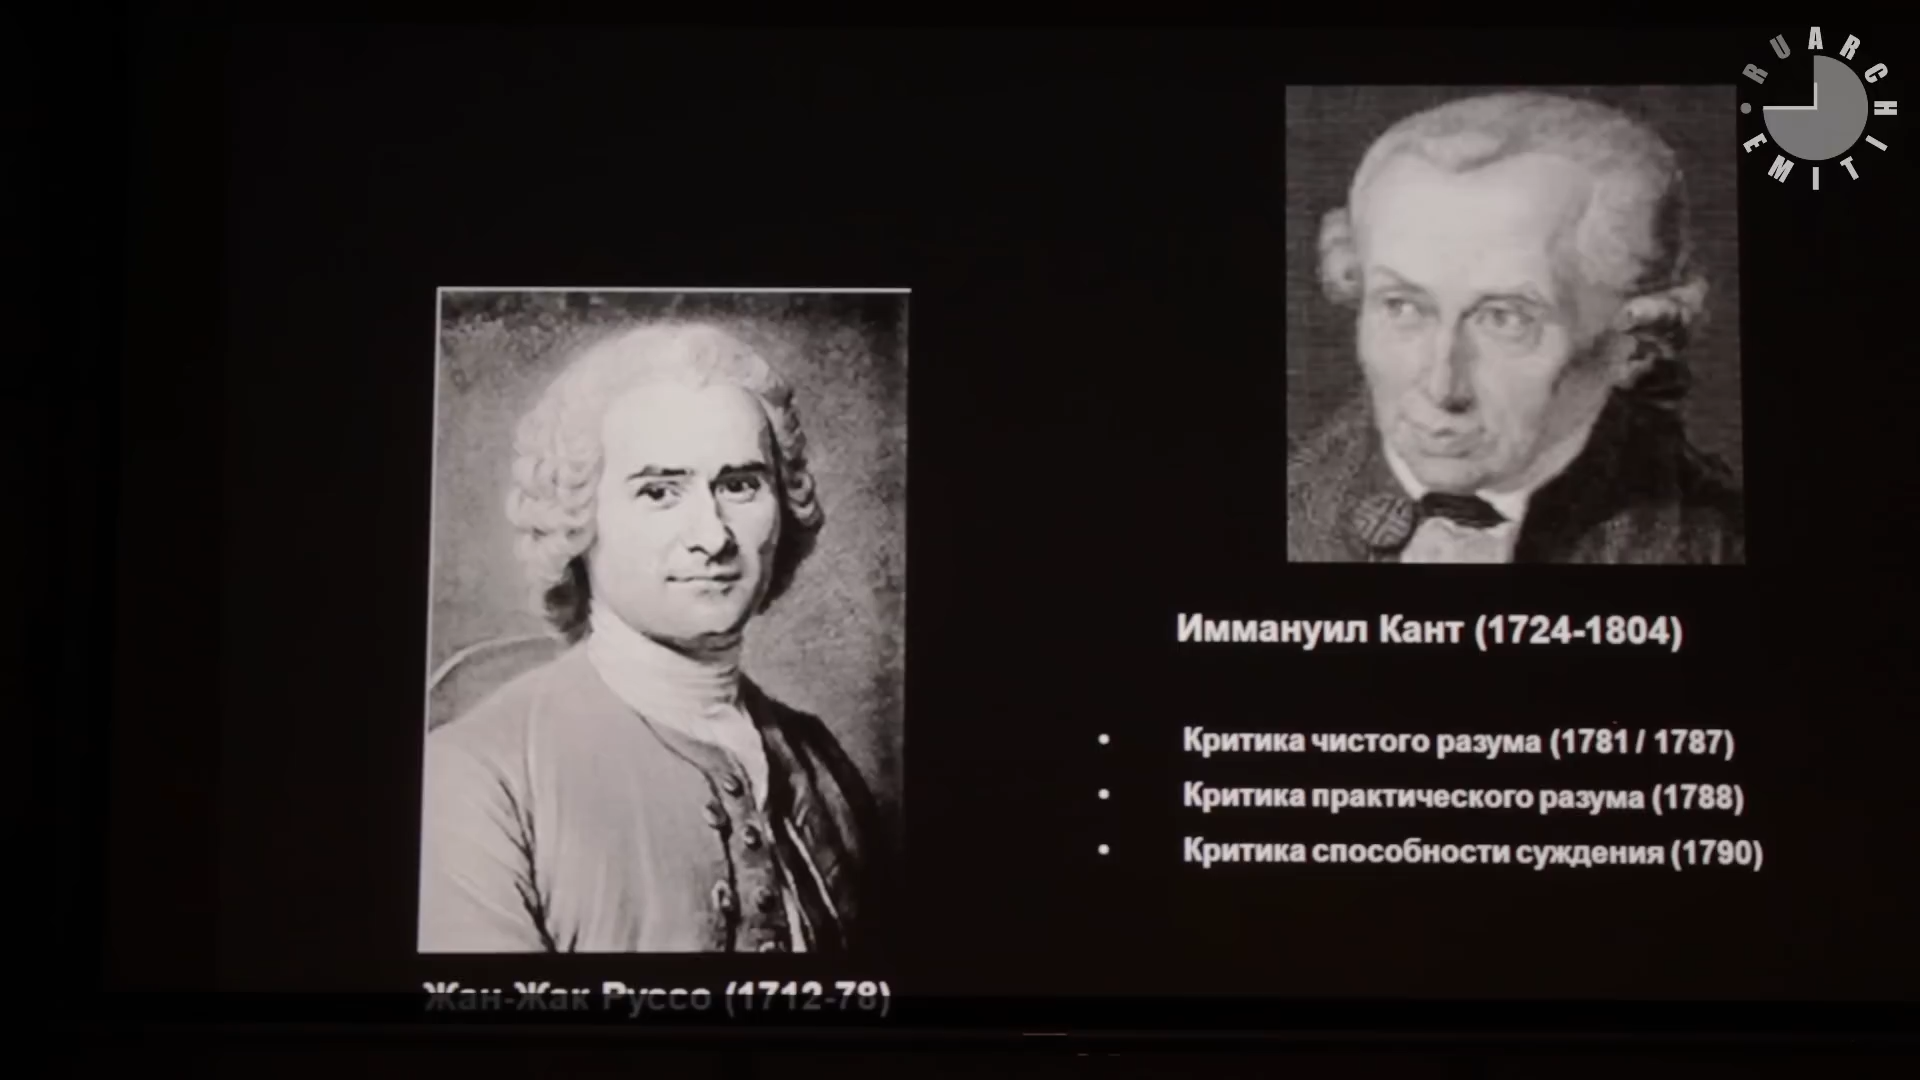 RUARCHITIME
Иммануил Кант (1724-1804)
• Критика чистого разума (1781 / 1787)
• Критика практического разума (1788)
• Критика способности суждения (1790)
Жан-Жак Руссо (1712-78)